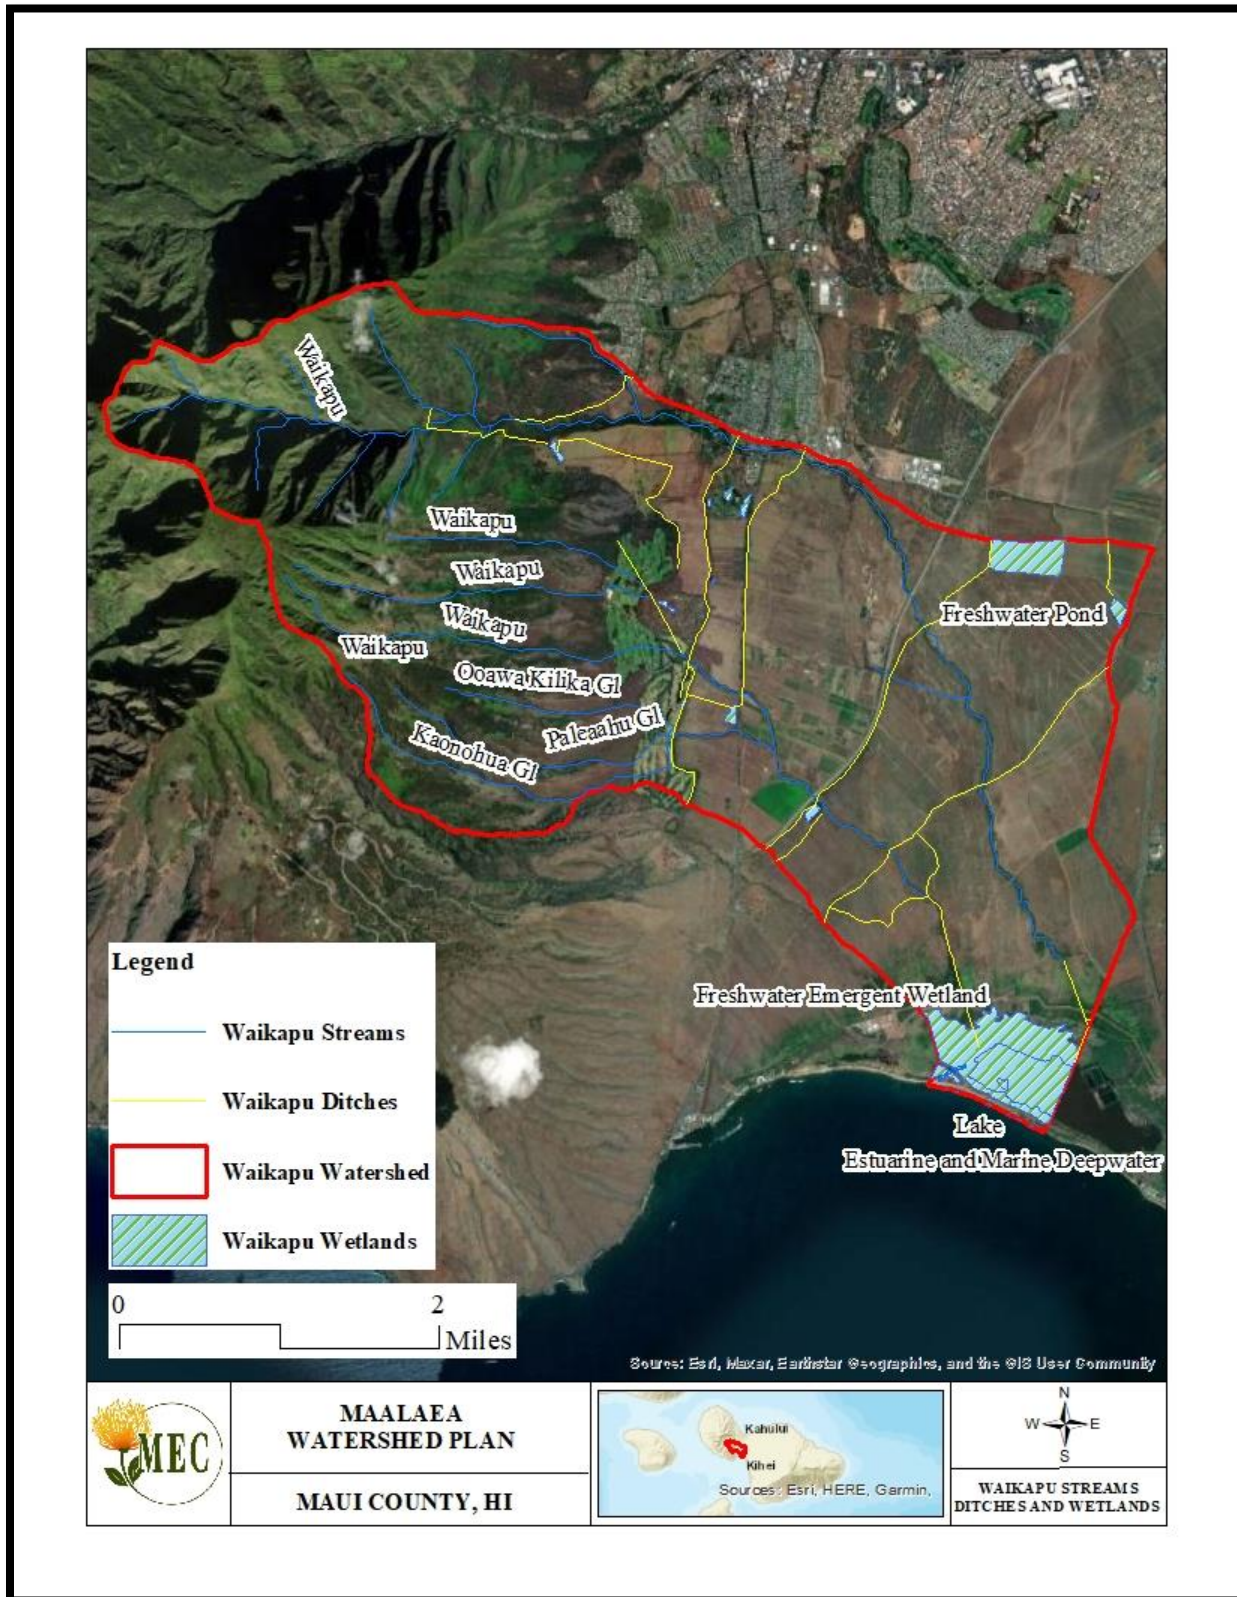 Waikapu
Waikapu
Waikapu
Waikapu
Waikapu
Ooawa Kilika Gl
Paleaahu Gl
Kaonohua Gl
Freshwater Pond
Freshwater Emergent Wetland
Lake
Estuarine and Marine Deepwater
Legend
Waikapu Streams
Waikapu Ditches
Waikapu Watershed
Waikapu Wetlands
0 2
Miles
Source: Esri, Maxar, Earthstar Geographics, and the GIS User Community
MEC
MAALAEA
WATERSHED PLAN
MAUI COUNTY, HI
Kahului
Kihei
Sources: Esri, HERE, Garmin,
N
W E
S
WAIKAPU STREAMS
DITCHES AND WETLANDS